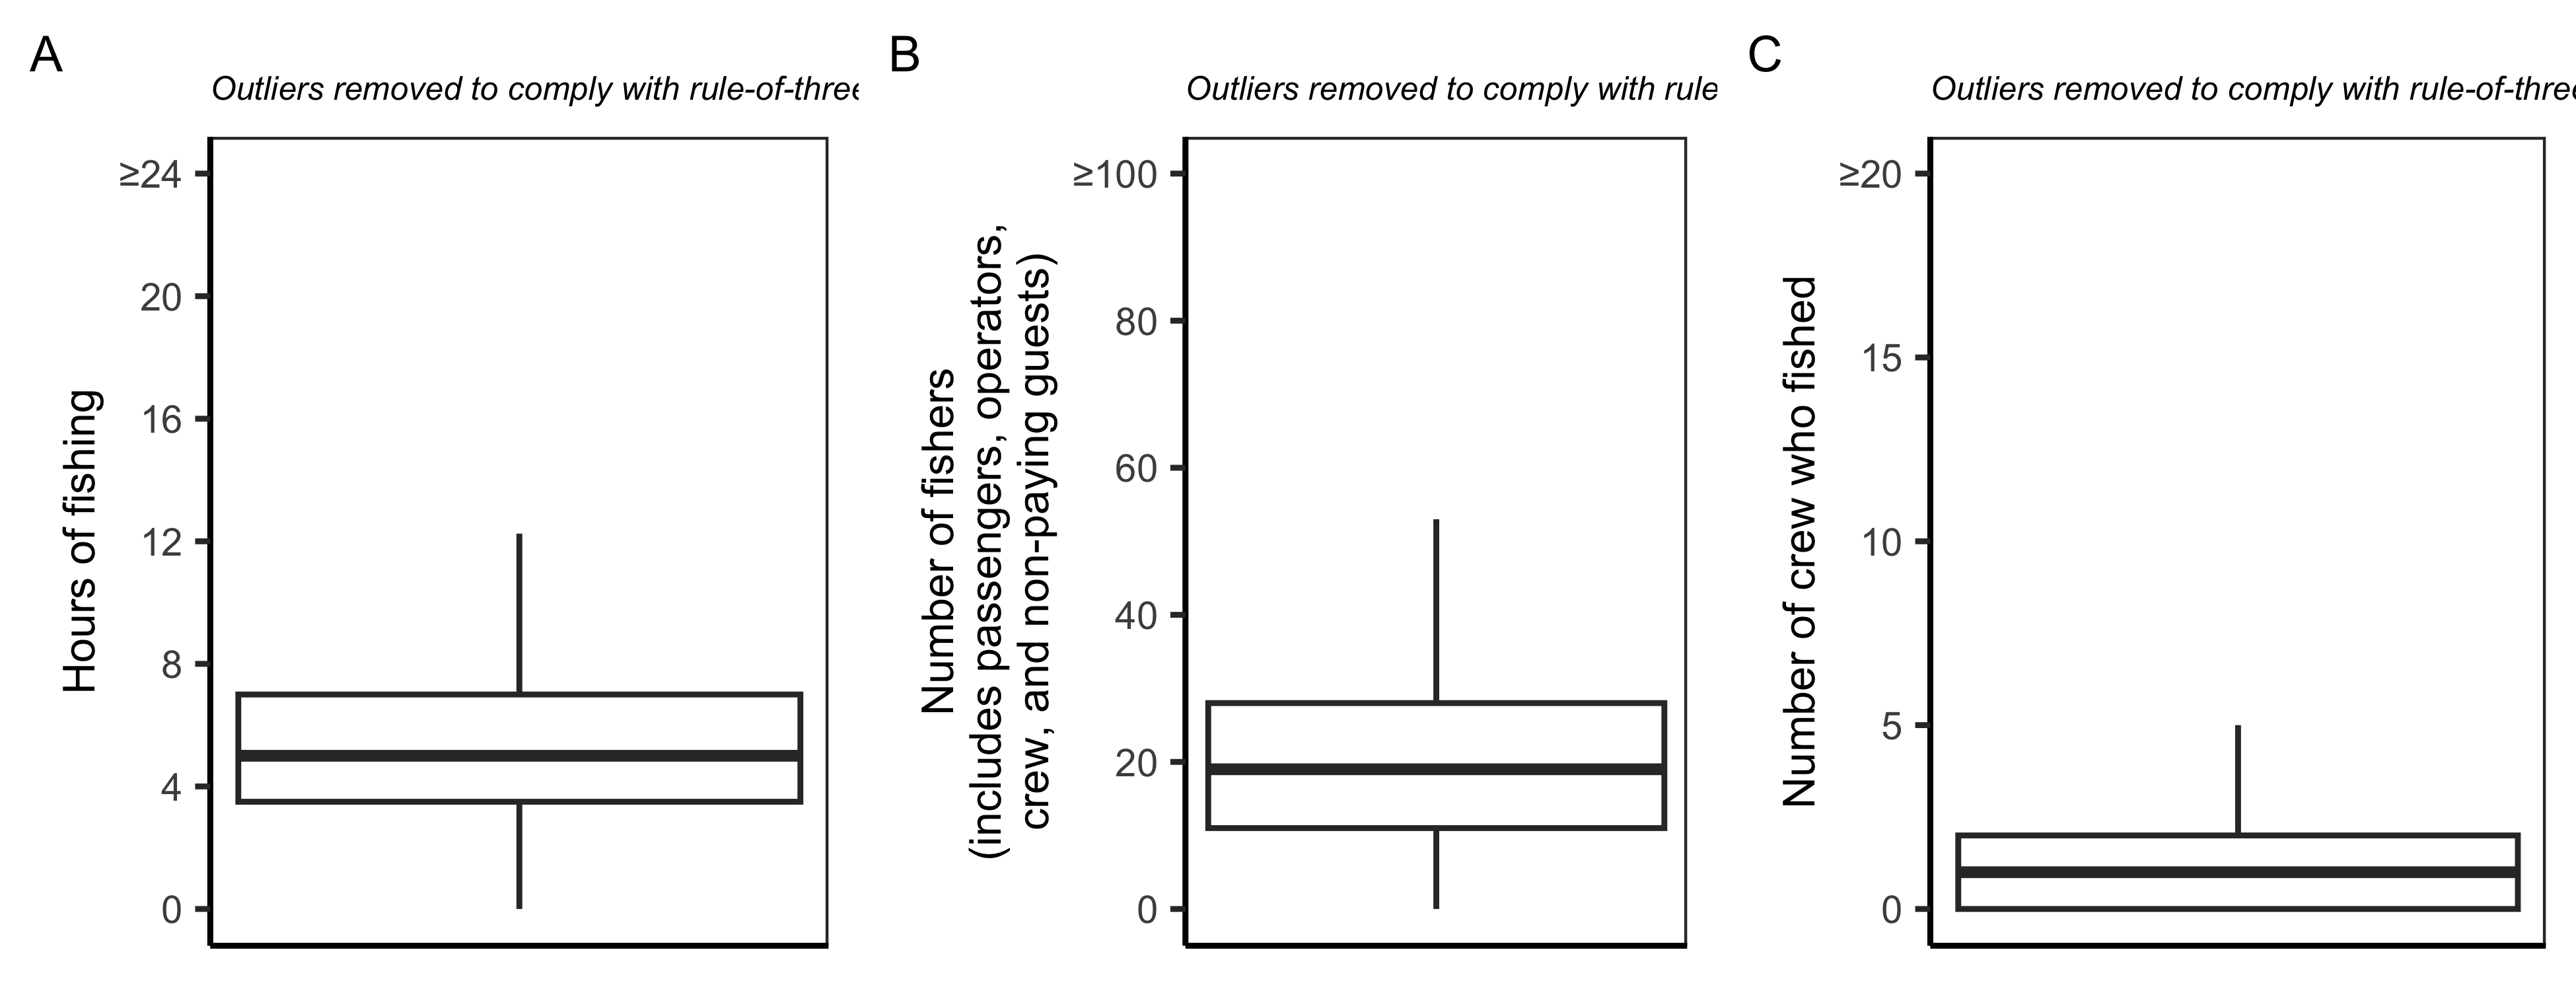 A
Outliers removed to comply with rule-of-three
≥24
20
16
12
8
4
0
Hours of fishing
B
Outliers removed to comply with rule
≥100
80
60
40
20
0
Number of fishers
(includes passengers, operators,
crew, and non-paying guests)
C
Outliers removed to comply with rule-of-three
≥20
15
10
5
0
Number of crew who fished